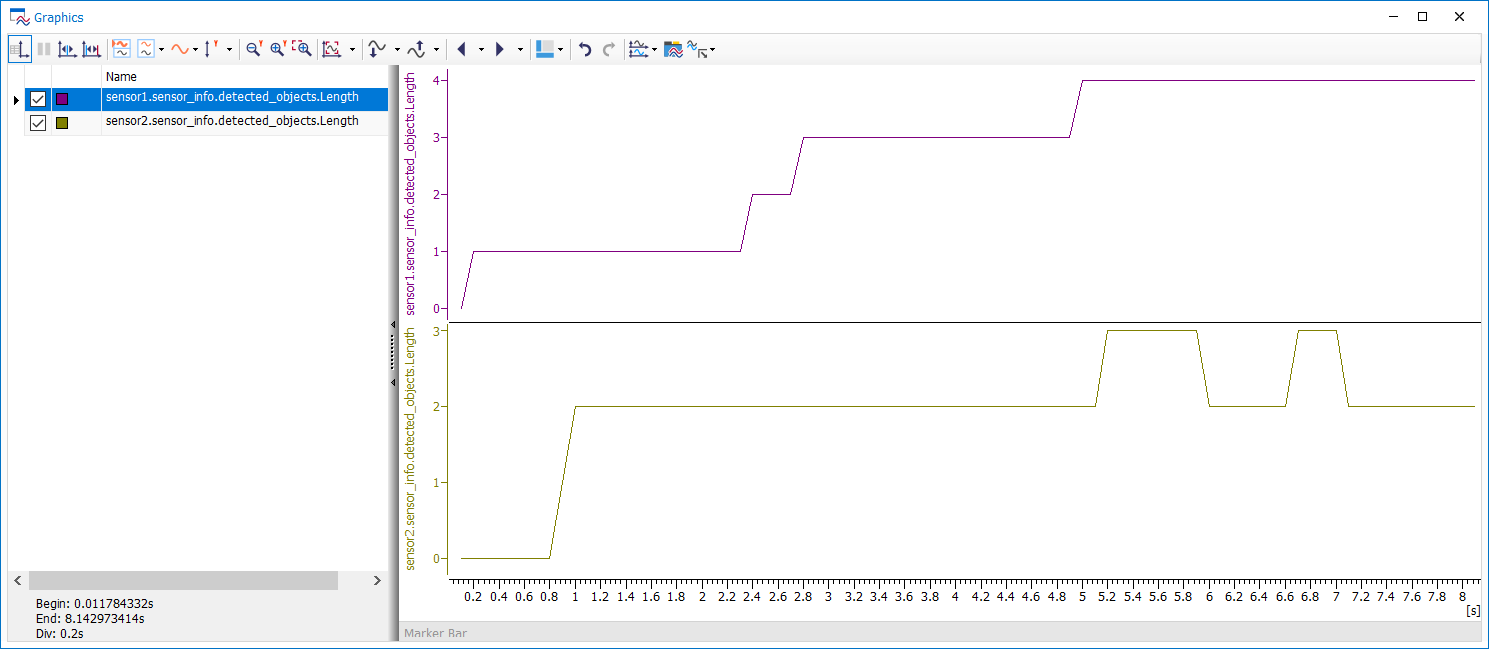 Graphics
Name
sensor1.sensor_info.detected_objects.Length
sensor2.sensor_info.detected_objects.Length
Begin: 0.011784332s
End: 8.142973414s
Div: 0.2s
sensor1.sensor_info.detected_objects.Length
4
3
2
1
0
sensor2.sensor_info.detected_objects.Length
3
2
1
0
0.2 0.4 0.6 0.8 1 1.2 1.4 1.6 1.8 2 2.2 2.4 2.6 2.8 3 3.2 3.4 3.6 3.8 4 4.2 4.4 4.6 4.8 5 5.2 5.4 5.6 5.8 6 6.2 6.4 6.6 6.8 7 7.2 7.4 7.6 7.8 8
[s]
Marker Bar